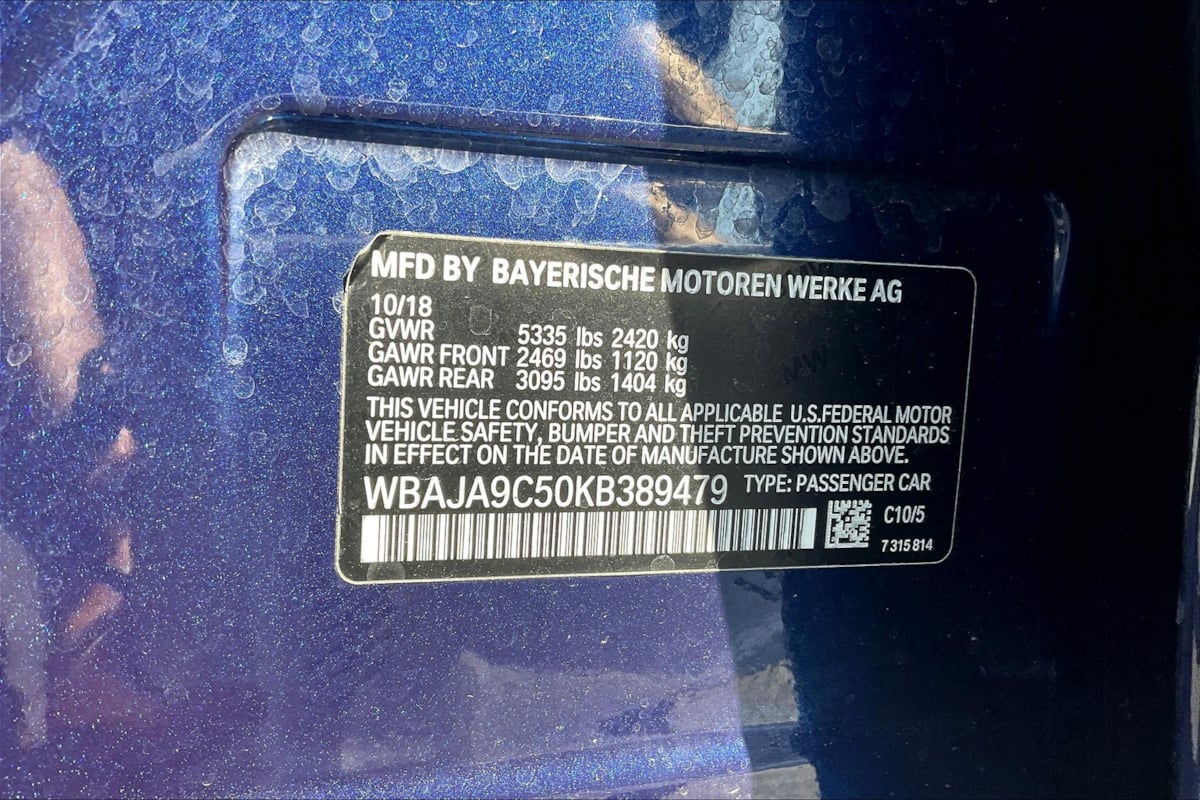 MFD BY BAYERISCHE MOTOREN WERKE AG
10/18
GVWR 5335 lbs 2420 kg
GAWR FRONT 2469 lbs 1120 kg
GAWR REAR 3095 lbs 1404 kg
THIS VEHICLE CONFORMS TO ALL APPLICABLE U.S.FEDERAL MOTOR
VEHICLE SAFETY, BUMPER AND THEFT PREVENTION STANDARDS
IN EFFECT ON THE DATE OF MANUFACTURE SHOWN ABOVE.
WBAJA9C50KB389479 TYPE: PASSENGER CAR
C10/5
7 315 814